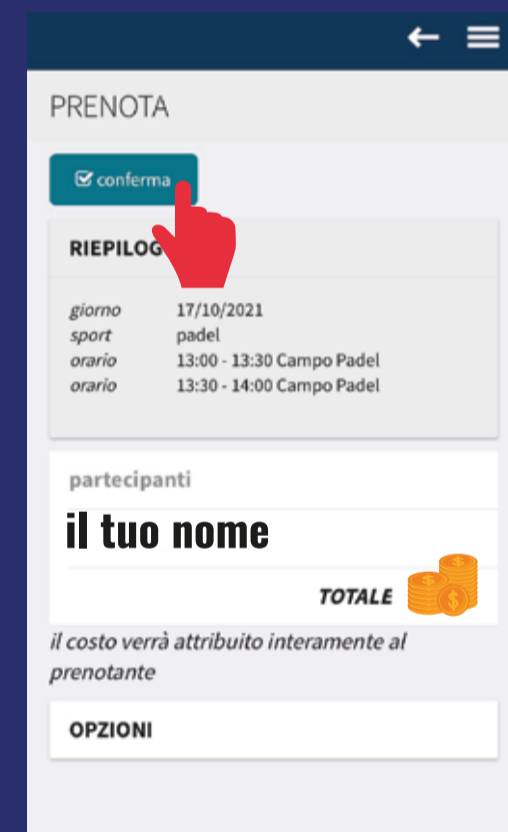 PRENOTA
conferma
RIEPILOG
giorno 17/10/2021
sport padel
orario 13:00 - 13:30 Campo Padel
orario 13:30 - 14:00 Campo Padel
partecipanti
il tuo nome
TOTALE
il costo verrà attribuito interamente al
prenotante
OPZIONI